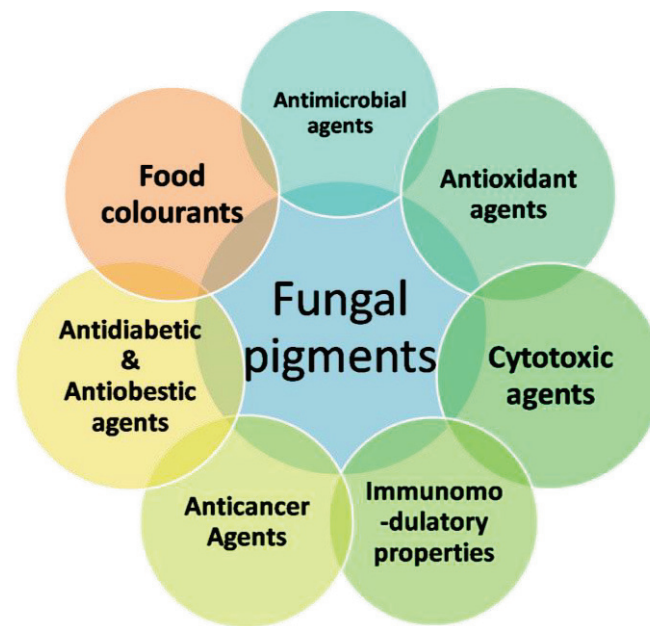 Antimicrobial
agents
Antioxidant
agents
Cytotoxic
agents
Immunomo
-dulatory
properties
Anticancer
Agents
Antidiabetic
&
Antiobestic
agents
Food
colourants
Fungal
pigments